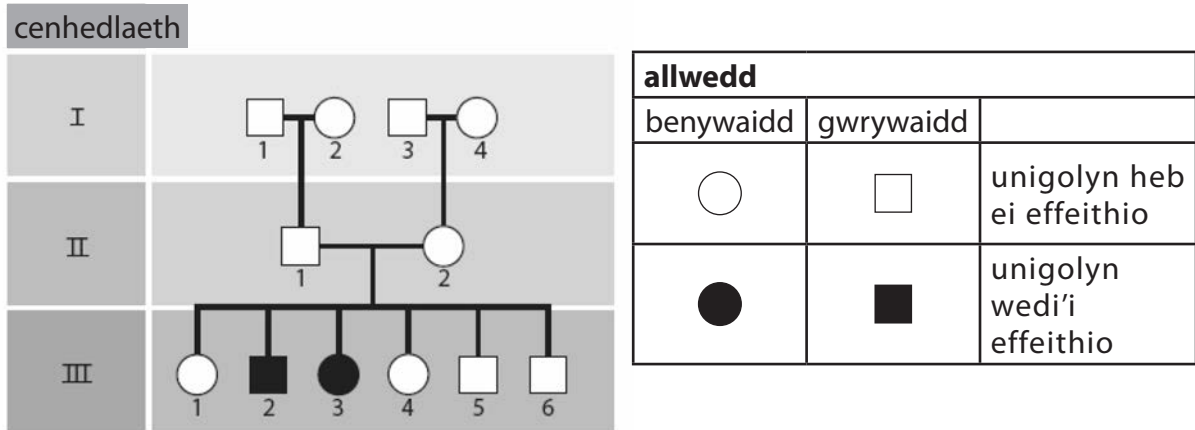 cenhedlaeth
I
1 2 3 4
II
1 2
III
1 2 3 4 5 6
allwedd
benywaidd gwrywaidd
unigolyn heb
ei effeithio
unigolyn
wedi'i
effeithio